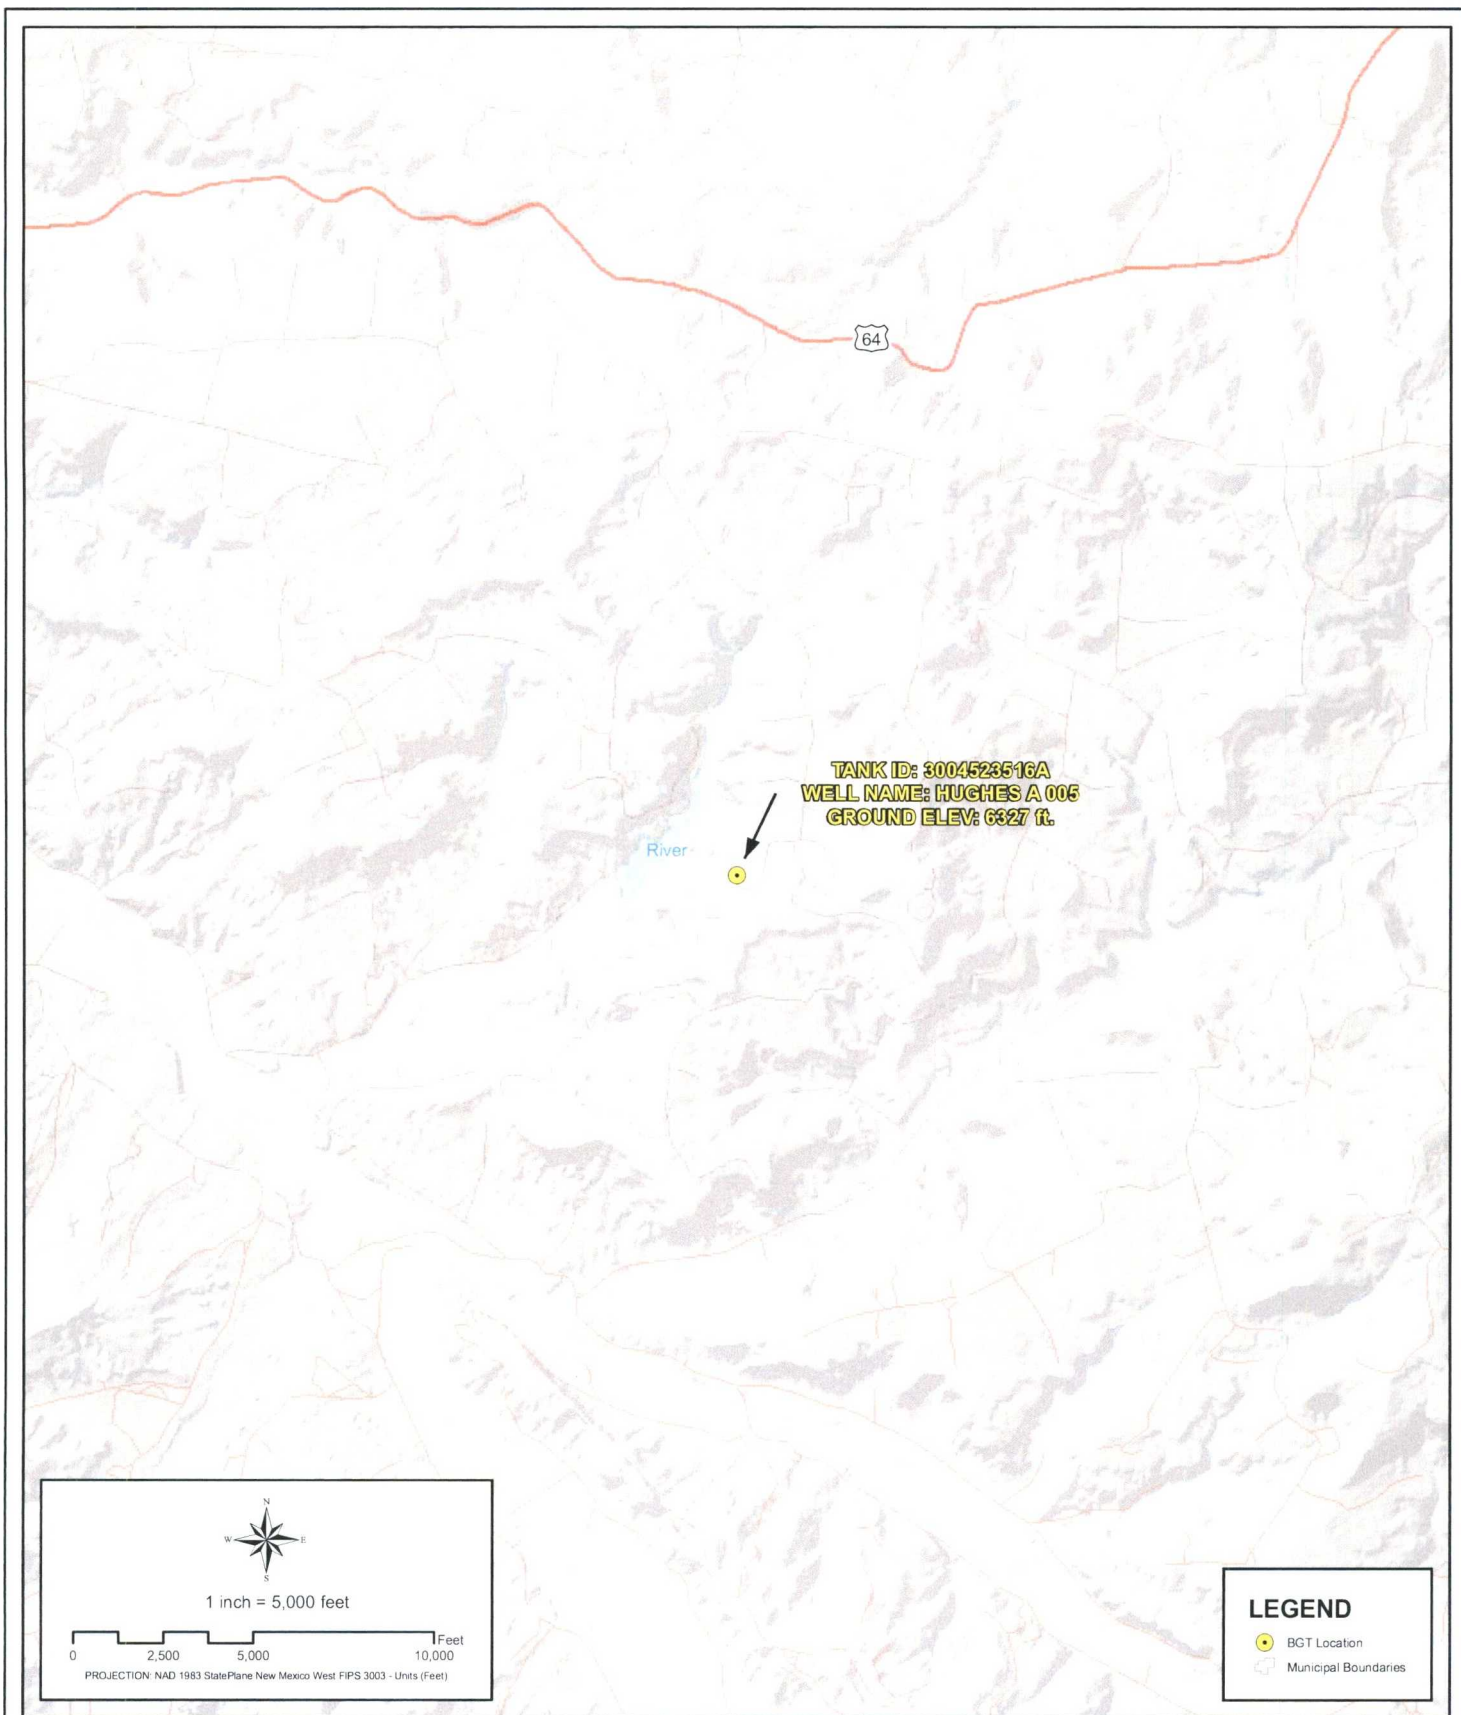 64
TANK ID: 3004523516A
WELL NAME: HUGHES A 005
GROUND ELEV: 6327 ft.
River
N
W E
S
1 inch = 5,000 feet
Feet
0 2,500 5,000 10,000
PROJECTION: NAD 1983 StatePlane New Mexico West FIPS 3003 - Units (Feet)
LEGEND
BGT Location
Municipal Boundaries